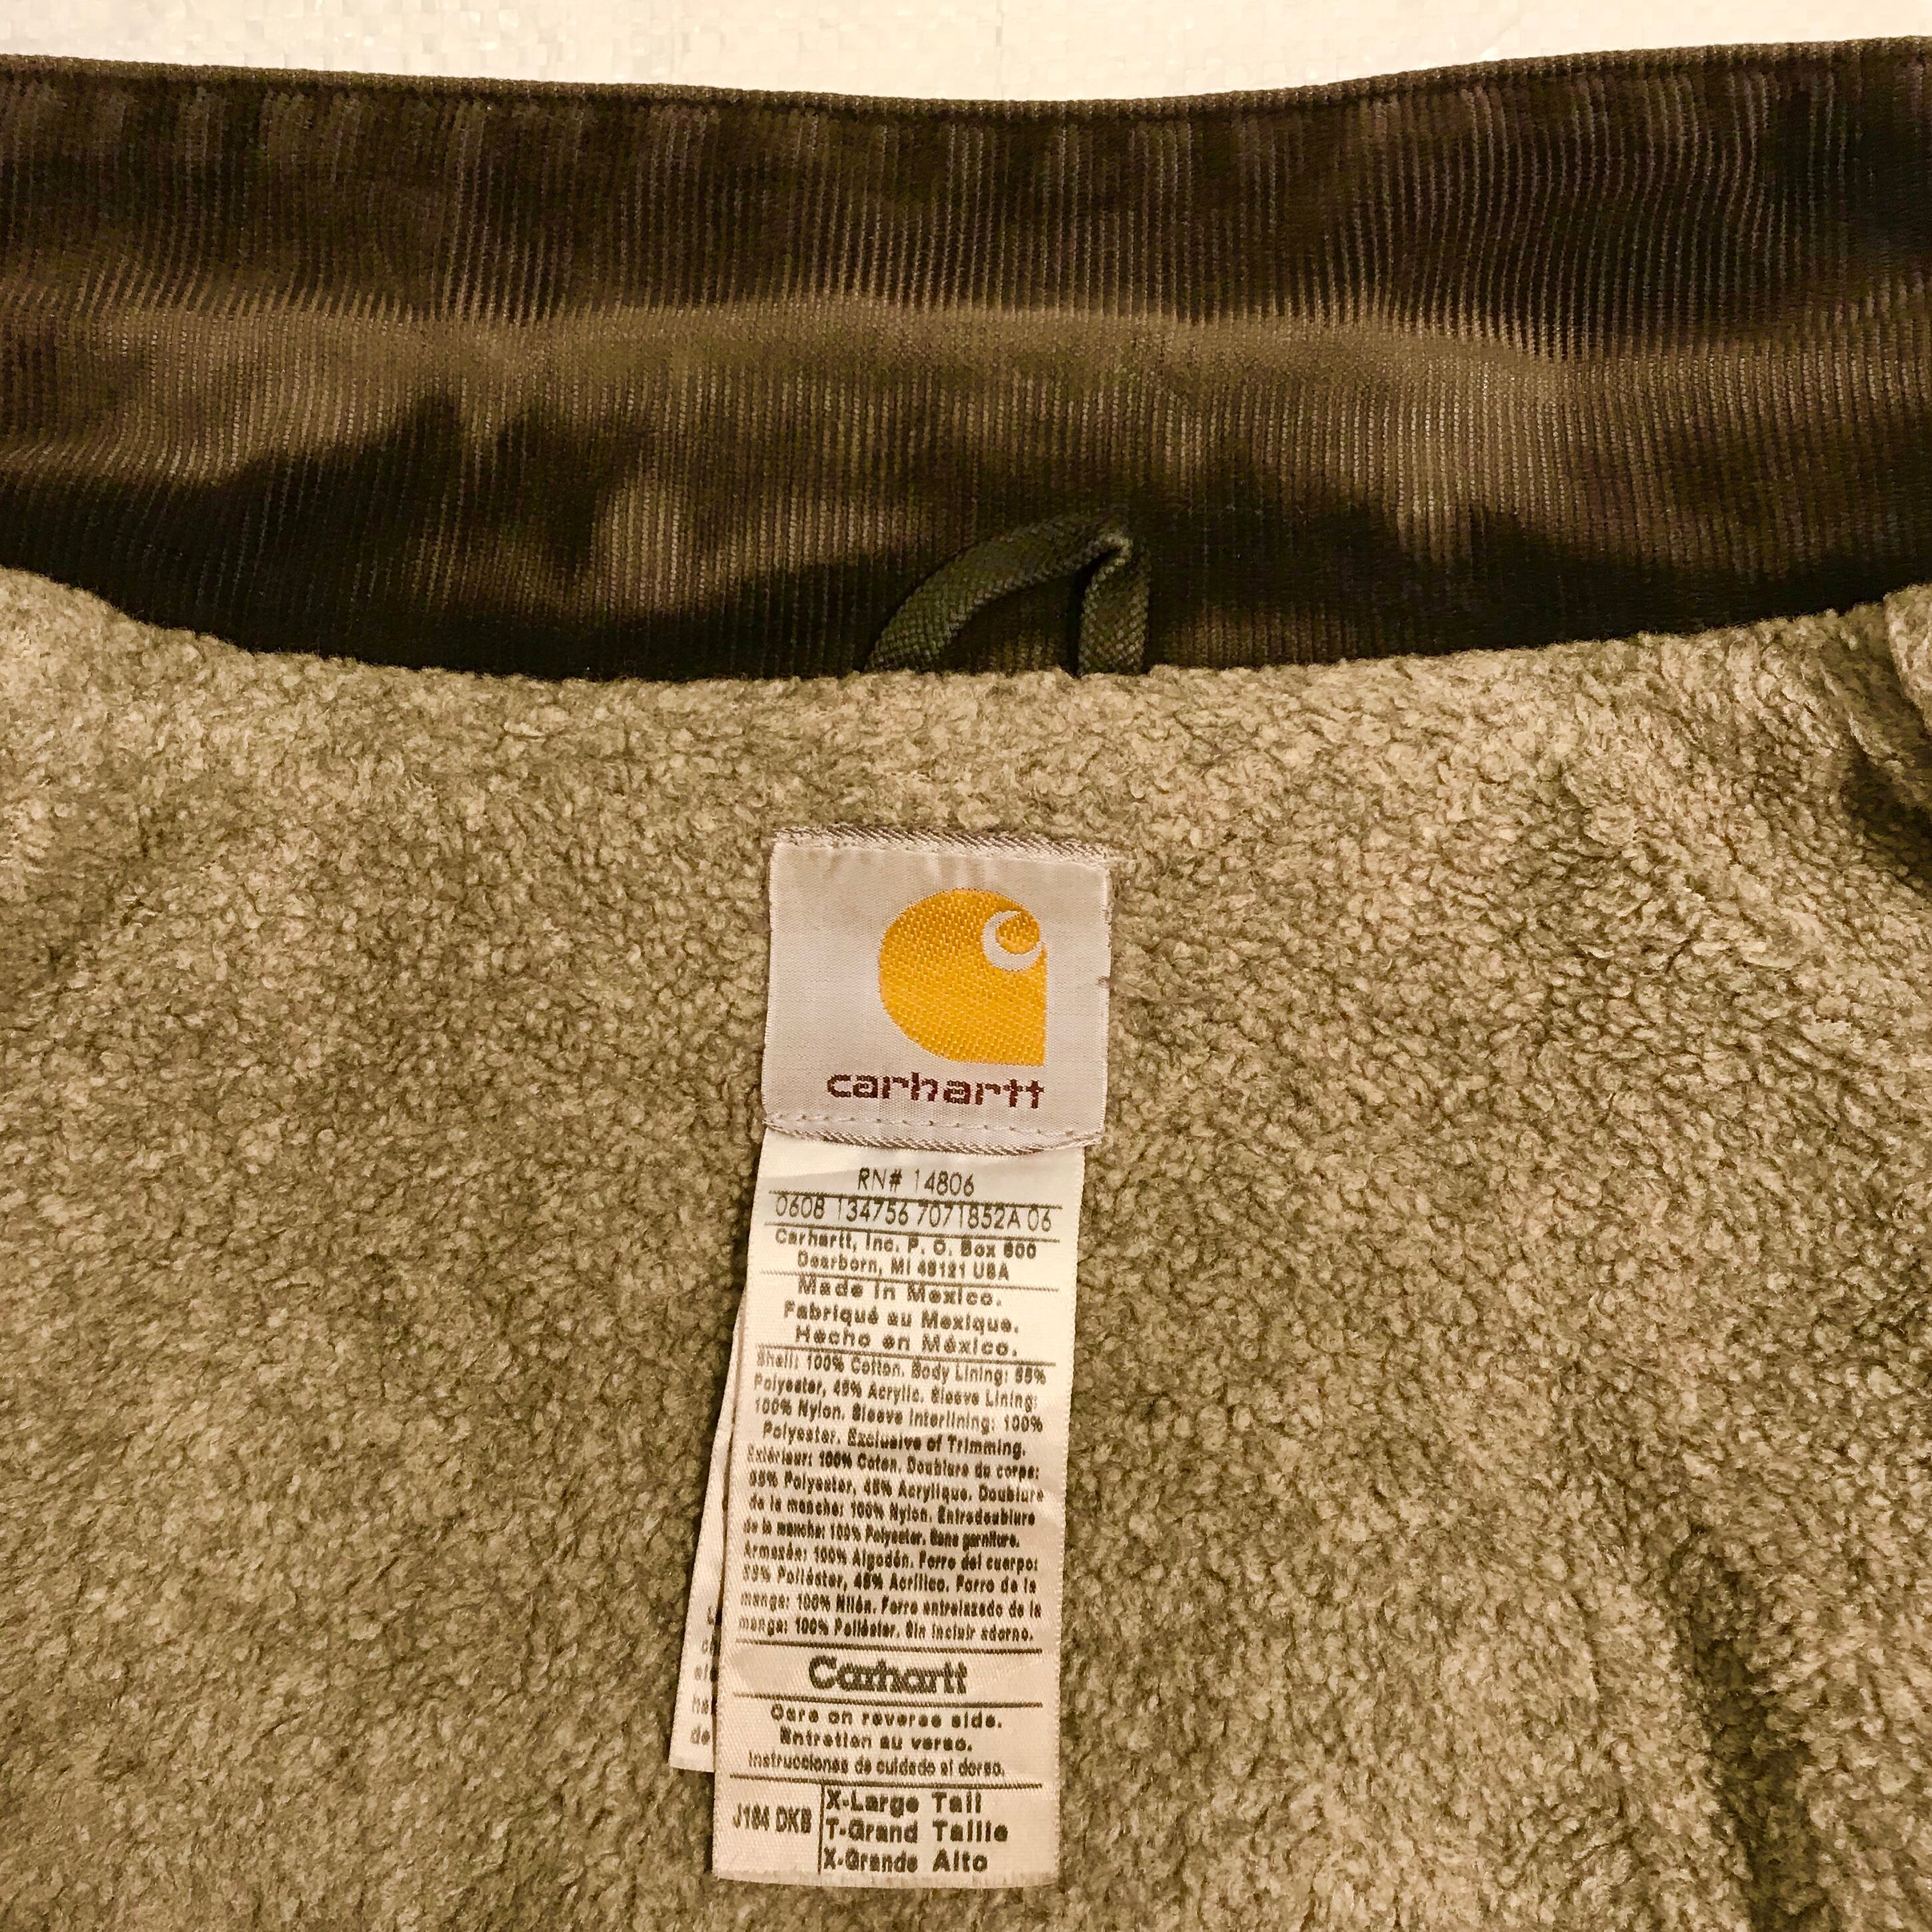 carhartt
RN# 14806
0608 134756 7071852A 06
Carhartt, Inc. P. O. Box 600
Dearborn, MI 48121 USA
Made in Mexico.
Fabriqué au Mexique.
Hecho en México.
Shell: 100% Cotton. Body Lining: 55%
Polyester, 45% Acrylic. Sleeve Lining:
100% Nylon. Sleeve Interlining: 100%
Polyester. Exclusive of Trimming.
Extérieur: 100% Coton. Doublure du corps:
55% Polyester, 45% Acrylique. Doublure
de la manche: 100% Nylon. Entredoublure
de la manche: 100% Polyester. Sans garniture.
Armazón: 100% Algodón. Forro del cuerpo:
55% Poliéster, 45% Acrílico. Forro de la
manga: 100% Nilón. Forro entrelazado de la
manga: 100% Poliéster. Sin incluir adorno.
Carhartt
Care on reverse side.
Entretien au verso.
Instrucciones de cuidado al dorso.
J184 DKB
X-Large Tall
T-Grand Taille
X-Grande Alto
de